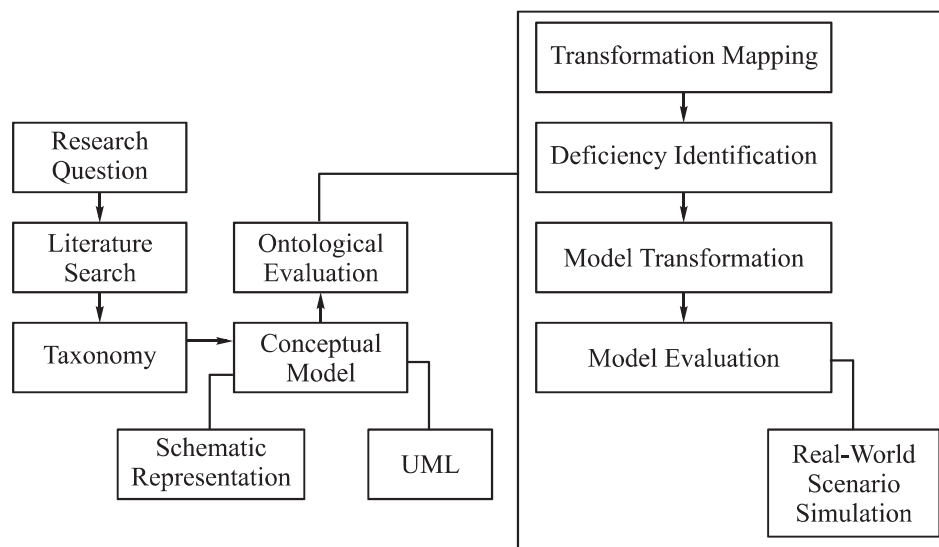 Research
Question
Literature
Search
Taxonomy
Ontological
Evaluation
Conceptual
Model
Schematic
Representation
UML
Transformation Mapping
Deficiency Identification
Model Transformation
Model Evaluation
Real-World
Scenario
Simulation